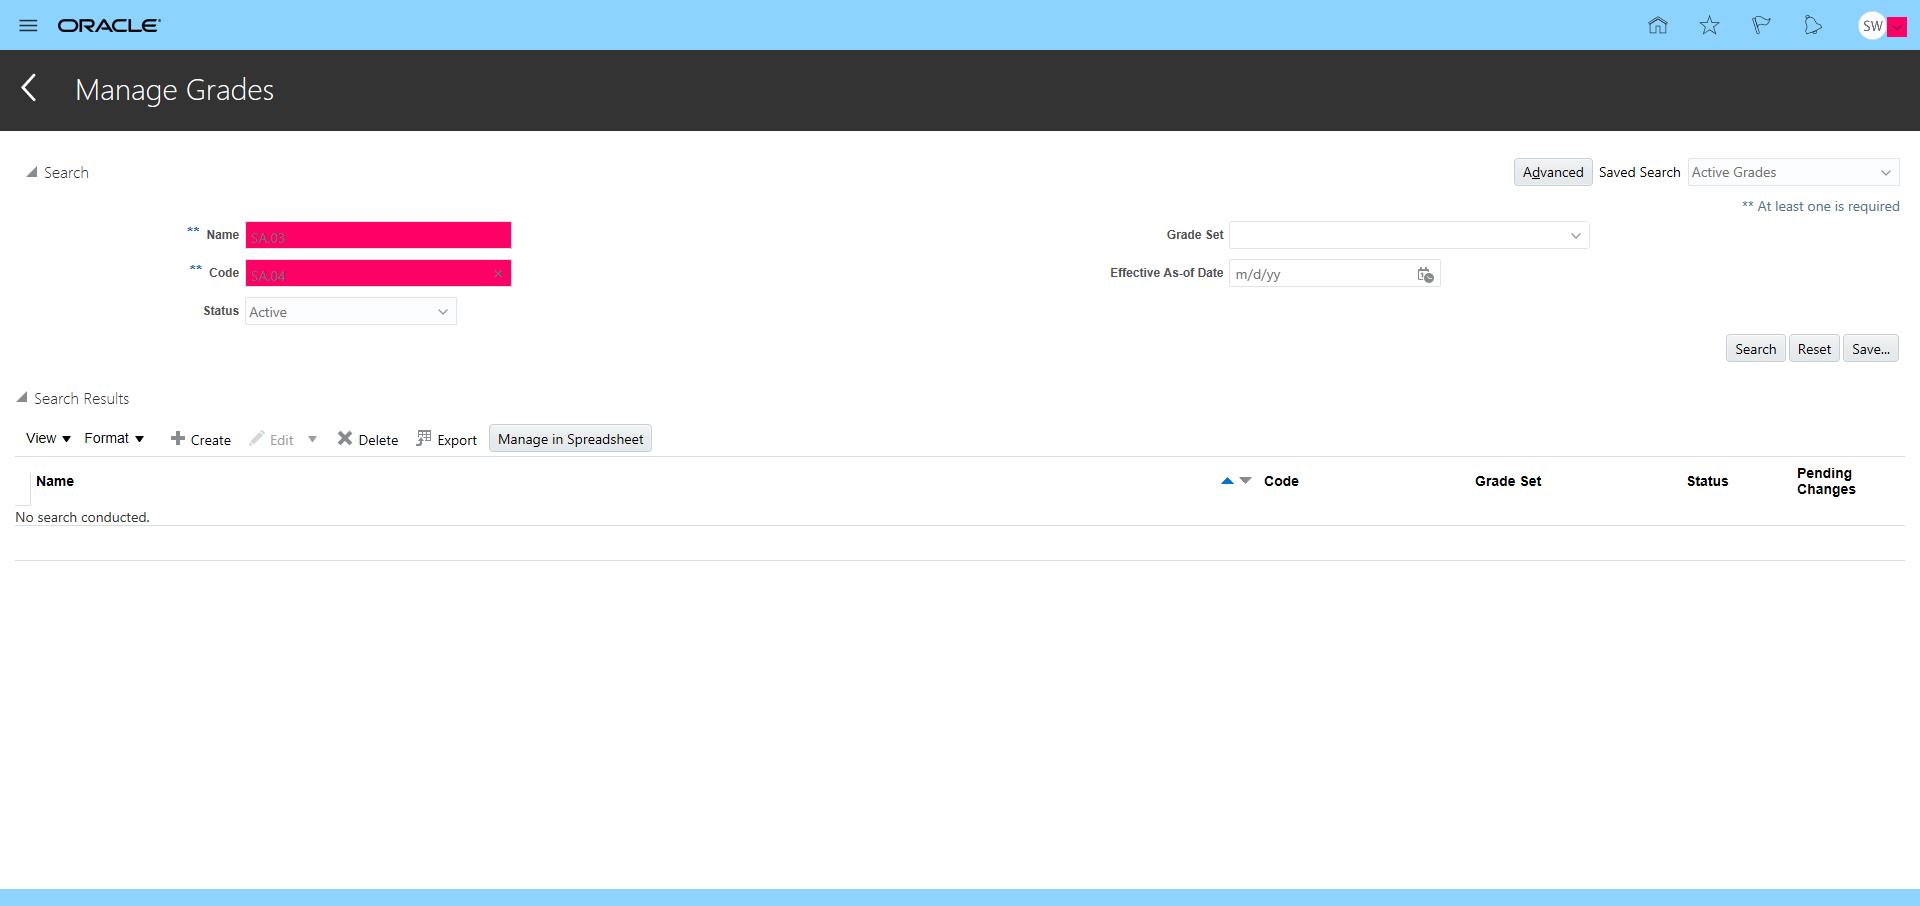 ORACLE
SW
Manage Grades
Search
Advanced Saved Search Active Grades
** At least one is required
** Name SA.03
Grade Set
** Code SA.04
Effective As-of Date m/d/yy
Status Active
Search Reset Save...
Search Results
View Format Create Edit Delete Export Manage in Spreadsheet
Name Code Grade Set Status Pending Changes
No search conducted.